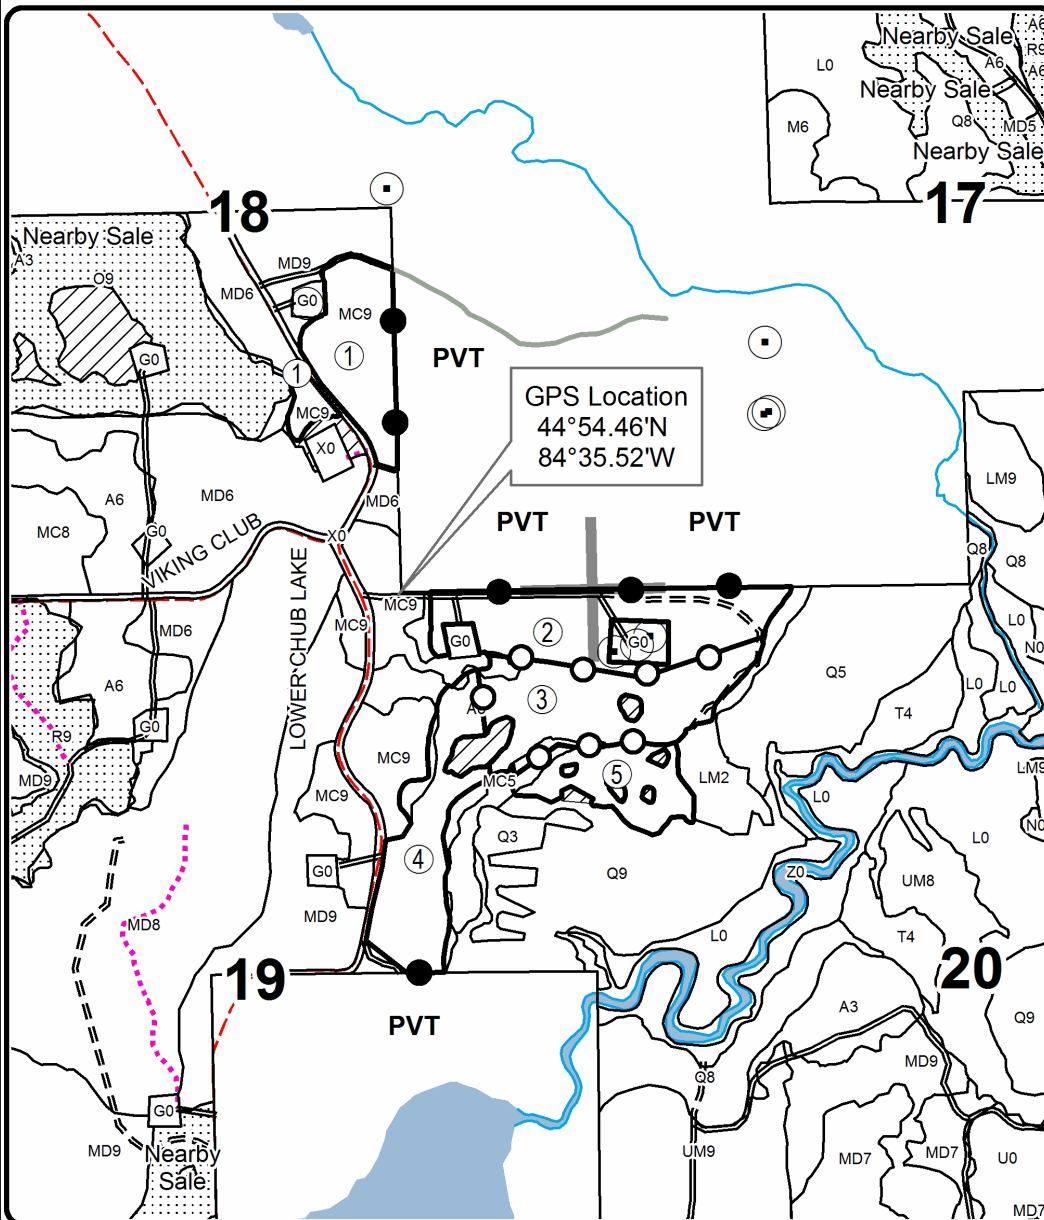 Nearby Sale
A6
R9
A6
L0
A6
Nearby Sale
M6
Q8
MD5
Nearby Sale
17
18
Nearby Sale
A3
MD9
O9
MD6
G0
MC9
1
G0
1
PVT
GPS Location
44°54.46'N
84°35.52'W
MC9
X0
A6
MD6
MD6
LM9
MC8
G0
VIKING CLUB
X0
PVT
PVT
Q8
Q8
LOWER CHUB LAKE
MC9
MC9
MD6
G0
2
G0
L0
N0
A6
3
Q5
L0
L0
T4
R9
G0
MD9
MC9
MC5
5
LM2
LM9
MC9
L0
Q3
L0
N0
4
G0
Q9
Z0
UM8
MD9
MD8
L0
T4
19
20
PVT
A3
Q9
MD9
Q8
G0
MD9
Nearby
Sale
UM9
MD7
MD7
U0
MD7